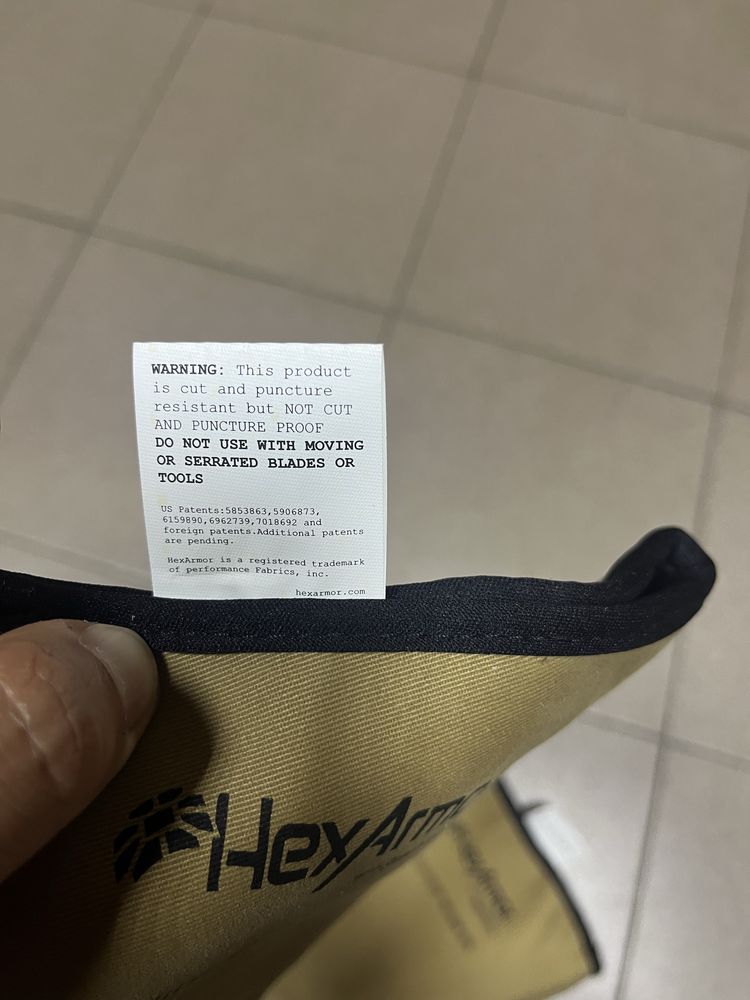 WARNING: This product
is cut and puncture
resistant but NOT CUT
AND PUNCTURE PROOF
DO NOT USE WITH MOVING
OR SERRATED BLADES OR
TOOLS
US Patents:5853863,5906873,
6159890,6962739,7018692 and
foreign patents.Additional patents
are pending.
HexArmor is a registered trademark
of performance Fabrics, inc.
hexarmor.com
HexArmor